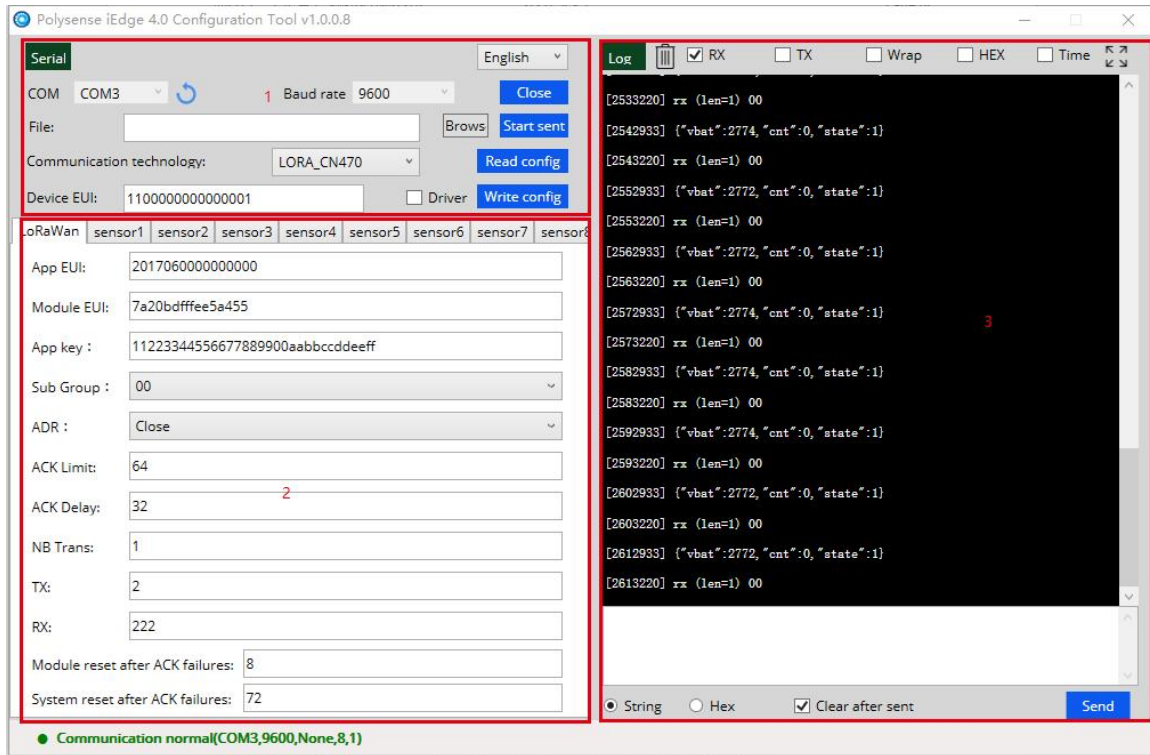 Polysense iEdge 4.0 Configuration Tool v1.0.0.8
Serial
English
COM COM3 1 Baud rate 9600 Close
File: Brows Start sent
Communication technology: LORA_CN470 Read config
Device EUI: 1100000000000001 Driver Write config
LoRaWan sensor1 sensor2 sensor3 sensor4 sensor5 sensor6 sensor7 sensor8
App EUI: 2017060000000000
Module EUI: 7a20bdfffee5a455
App key : 11223344556677889900aabbccddeeff
Sub Group : 00
ADR : Close
ACK Limit: 64
2
ACK Delay: 32
NB Trans: 1
TX: 2
RX: 222
Module reset after ACK failures: 8
System reset after ACK failures: 72
Log RX TX Wrap HEX Time
[2533220] rx (len=1) 00
[2542933] {"vbat":2774,"cnt":0,"state":1}
[2543220] rx (len=1) 00
[2552933] {"vbat":2772,"cnt":0,"state":1}
[2553220] rx (len=1) 00
[2562933] {"vbat":2772,"cnt":0,"state":1}
[2563220] rx (len=1) 00
[2572933] {"vbat":2774,"cnt":0,"state":1}
3
[2573220] rx (len=1) 00
[2582933] {"vbat":2774,"cnt":0,"state":1}
[2583220] rx (len=1) 00
[2592933] {"vbat":2774,"cnt":0,"state":1}
[2593220] rx (len=1) 00
[2602933] {"vbat":2772,"cnt":0,"state":1}
[2603220] rx (len=1) 00
[2612933] {"vbat":2772,"cnt":0,"state":1}
[2613220] rx (len=1) 00
String Hex Clear after sent Send
Communication normal(COM3,9600,None,8,1)